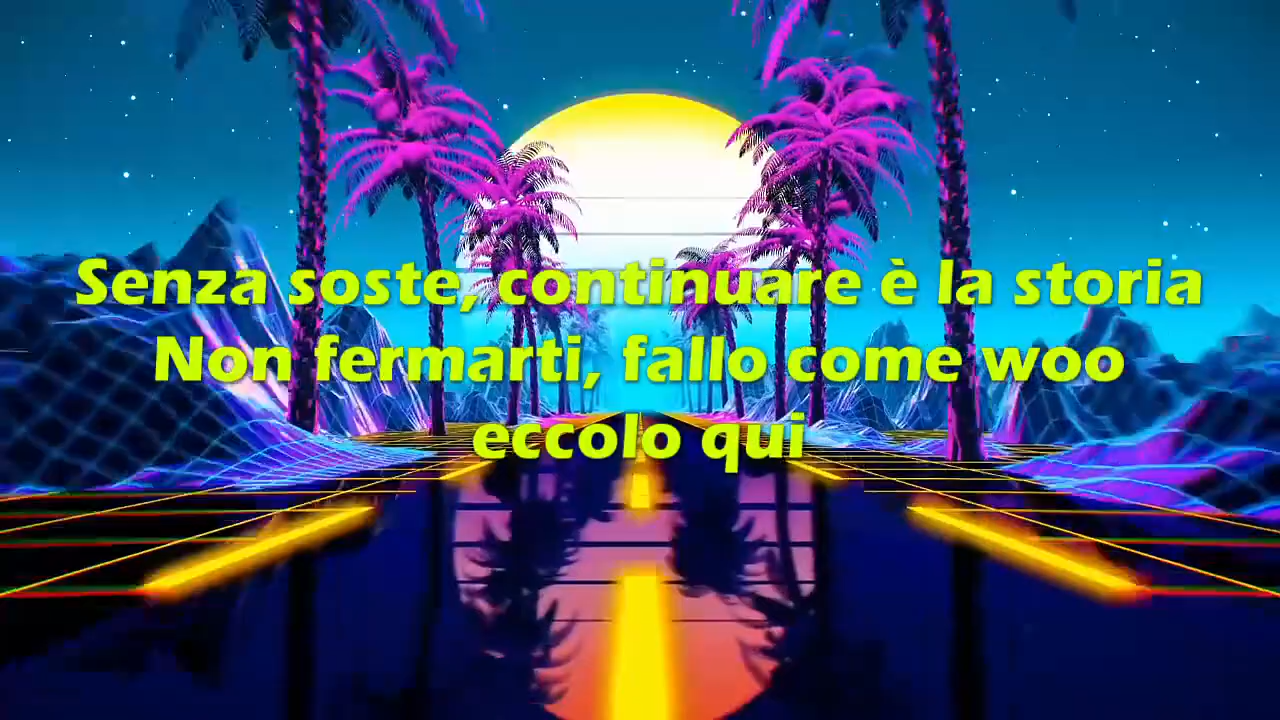 Senza soste, continuare è la storia
Non fermarti, fallo come woo
eccolo qui